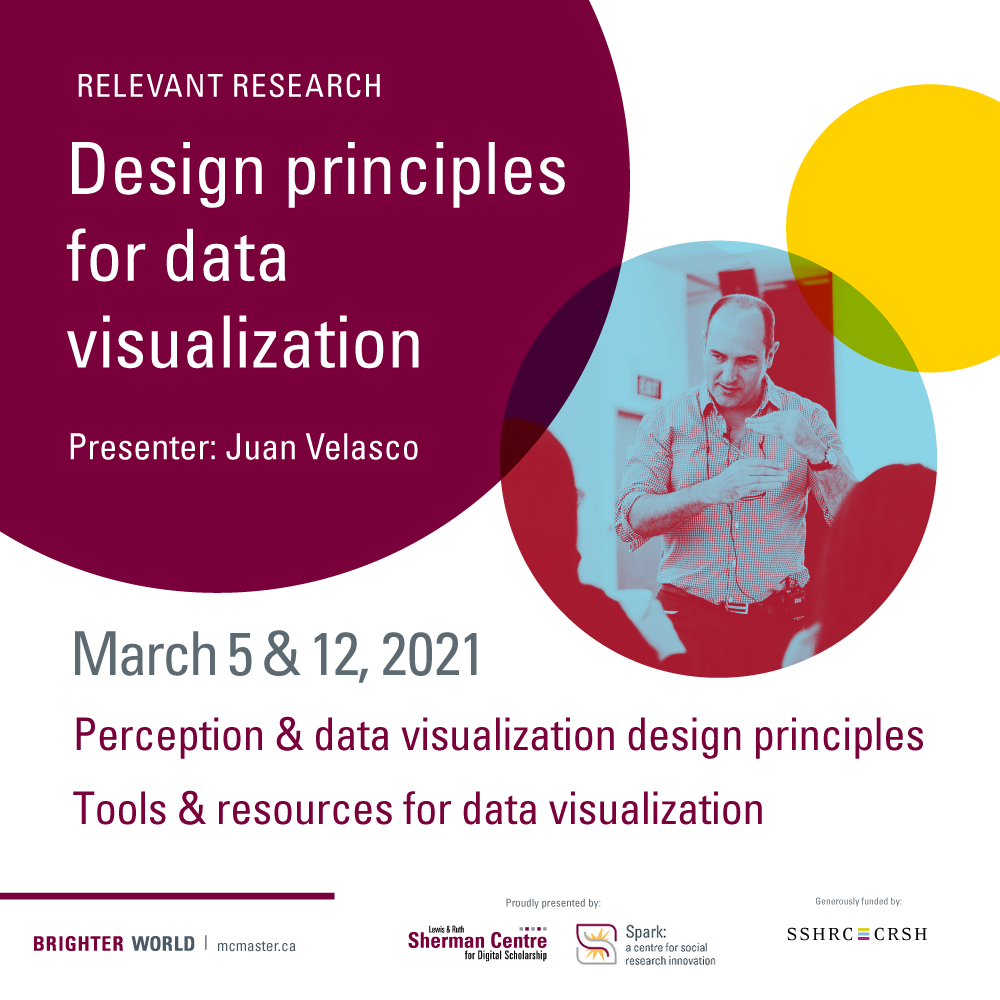 RELEVANT RESEARCH
Design principles
for data
visualization
Presenter: Juan Velasco
March 5 & 12, 2021
Perception & data visualization design principles
Tools & resources for data visualization
BRIGHTER WORLD | mcmaster.ca
Proudly presented by:
Lewis & Ruth
Sherman Centre
for Digital Scholarship
Spark:
a centre for social
research innovation
Generously funded by:
SSHRC CRSH